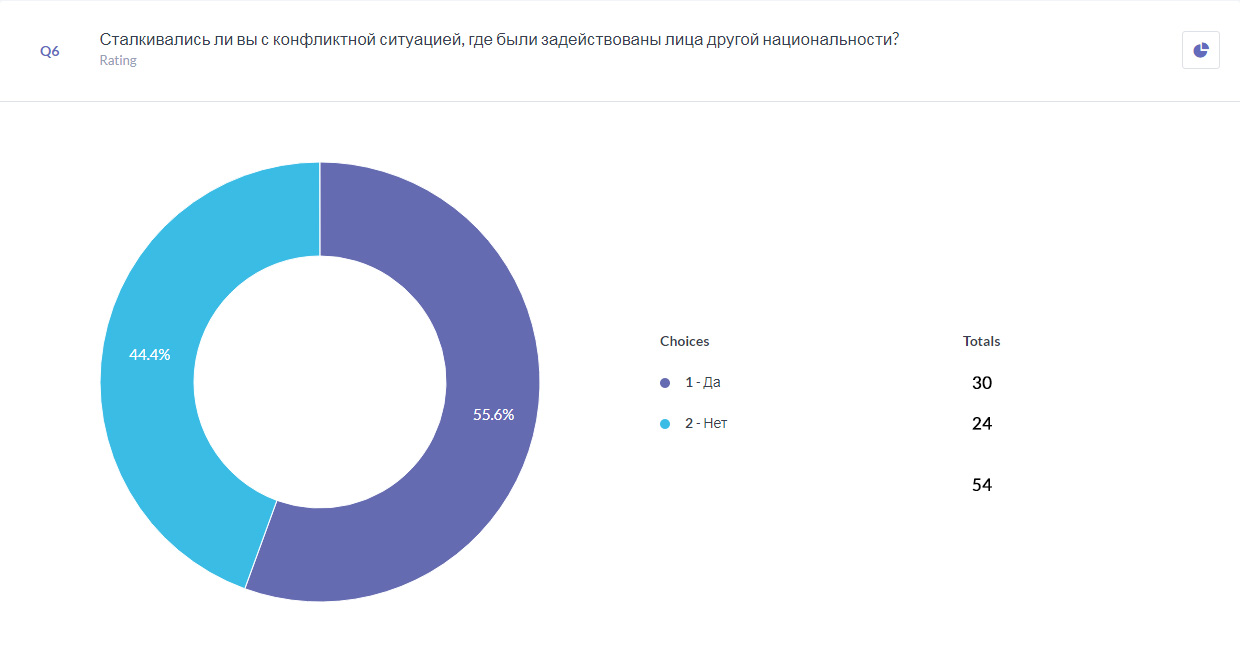 Q6
Сталкивались ли вы с конфликтной ситуацией, где были задействованы лица другой национальности?
Rating
44.4%
55.6%
Choices Totals
1 - Да 30
2 - Нет 24
54